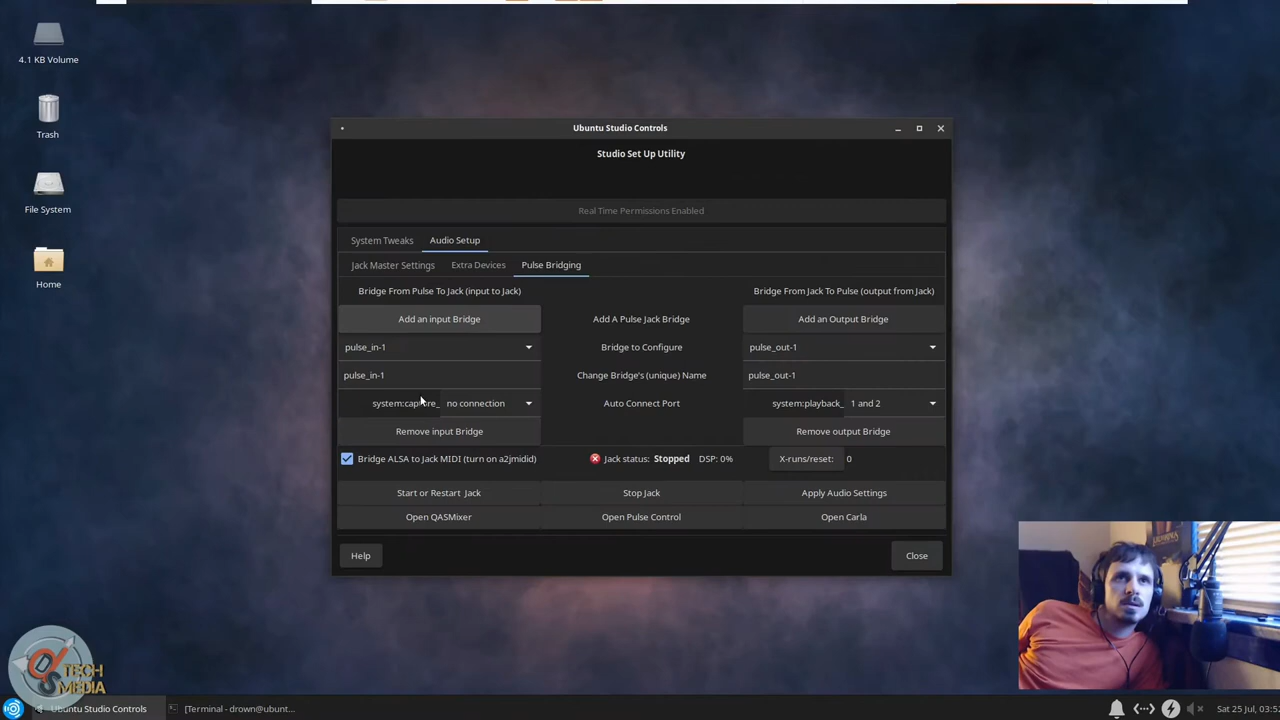 4.1 KB Volume
Trash
File System
Home
Ubuntu Studio Controls
Studio Set Up Utility
Real Time Permissions Enabled
System Tweaks Audio Setup
Jack Master Settings Extra Devices Pulse Bridging
Bridge From Pulse To Jack (input to Jack) Bridge From Jack To Pulse (output from Jack)
Add an input Bridge Add A Pulse Jack Bridge Add an Output Bridge
pulse_in-1 Bridge to Configure pulse_out-1
pulse_in-1 Change Bridge's (unique) Name pulse_out-1
system:capture_ no connection Auto Connect Port system:playback_ 1 and 2
Remove input Bridge Remove output Bridge
Bridge ALSA to Jack MIDI (turn on a2jmidid) Jack status: Stopped DSP: 0% X-runs/reset: 0
Start or Restart Jack Stop Jack Apply Audio Settings
Open QASMixer Open Pulse Control Open Carla
Help Close
TECH
MEDIA
Ubuntu Studio Controls [Terminal - drown@ubunt... Sat 25 Jul, 03:5